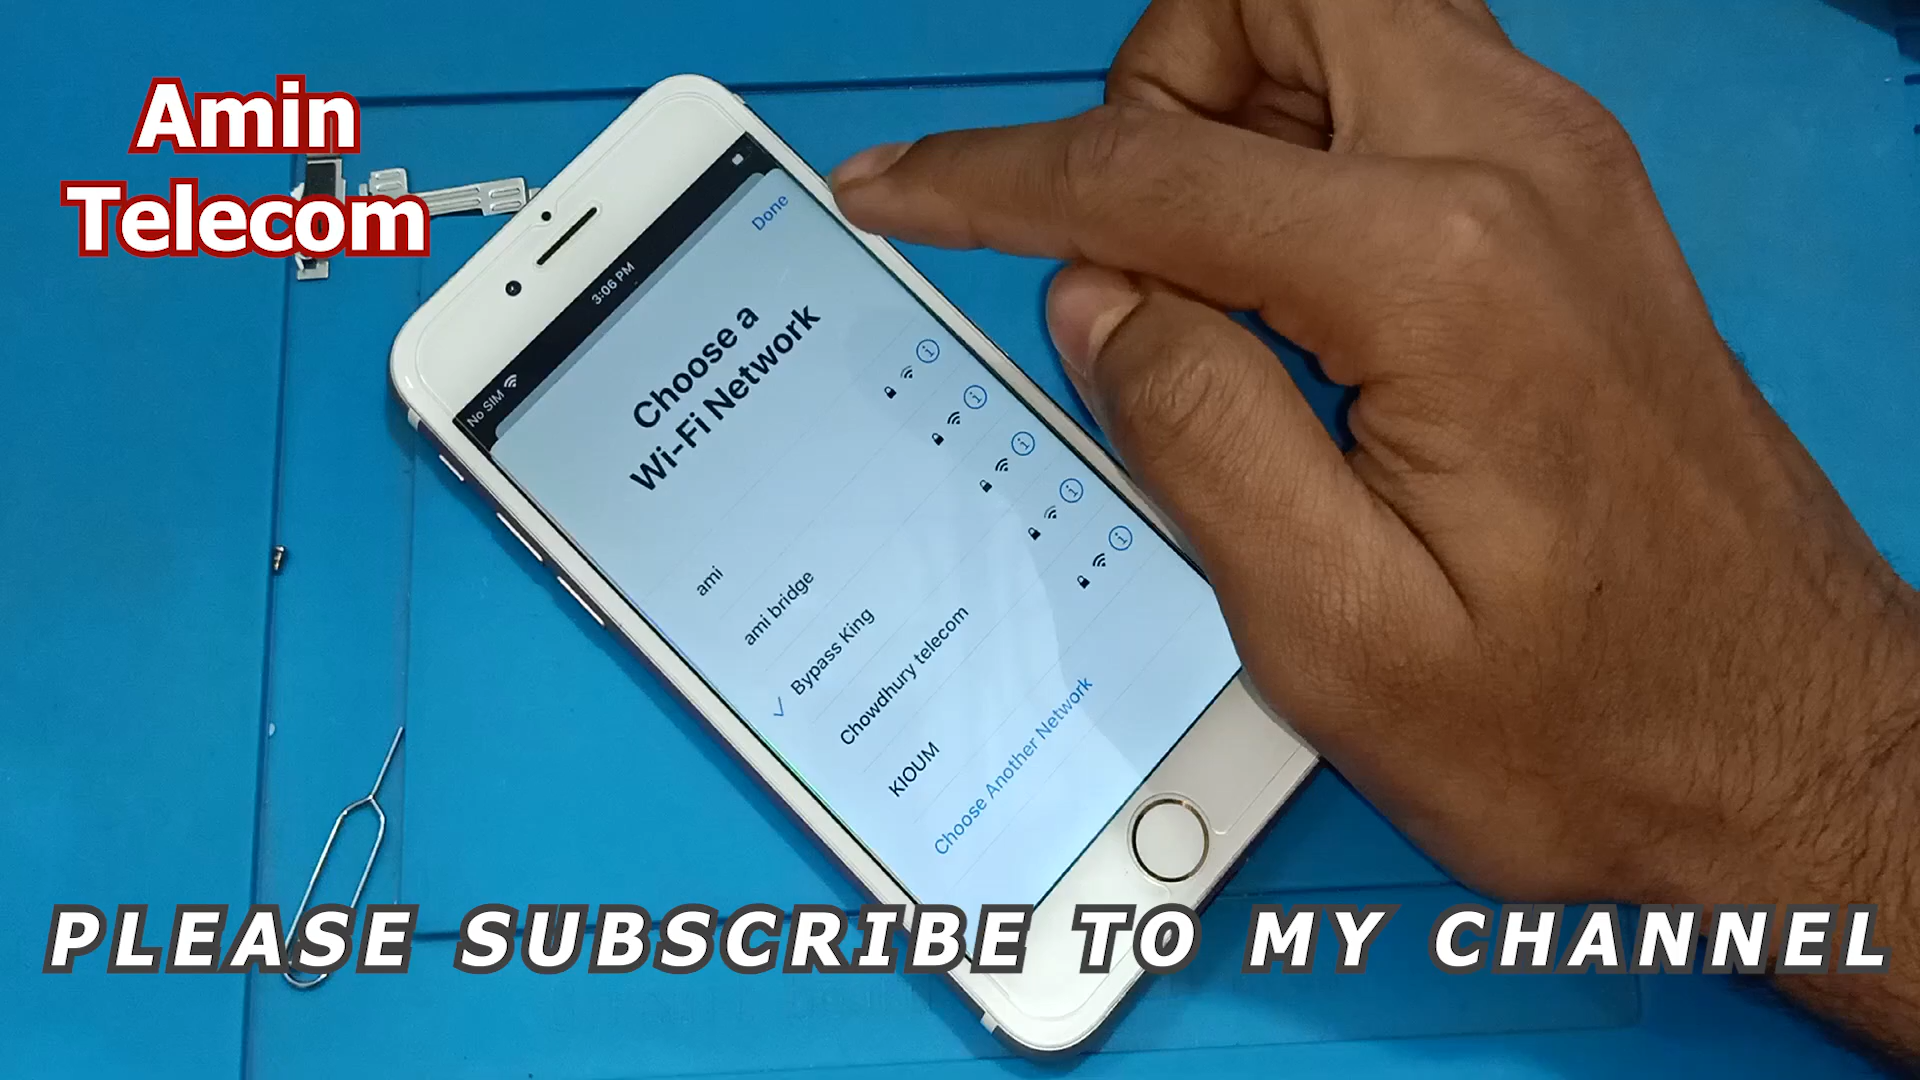 Amin
Telecom
No SIM
3:06 PM
Done
Choose a
Wi-Fi Network
ami
ami bridge
Bypass King
Chowdhury telecom
KIOUM
Choose Another Network
PLEASE SUBSCRIBE TO MY CHANNEL